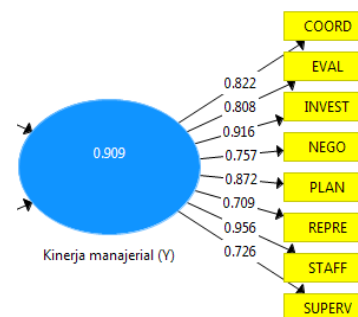 COORD
EVAL
INVEST
NEGO
PLAN
REPRE
STAFF
SUPERV
0.822
0.808
0.916
0.757
0.872
0.709
0.956
0.726
0.909
Kinerja manajerial (Y)